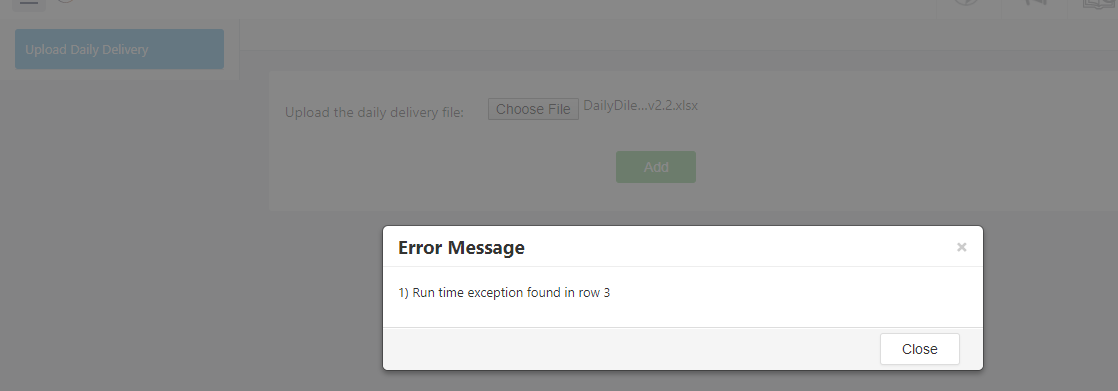 Upload Daily Delivery
Upload the daily delivery file:
Choose File DailyDile...v2.2.xlsx
Add
Error Message
×
1) Run time exception found in row 3
Close